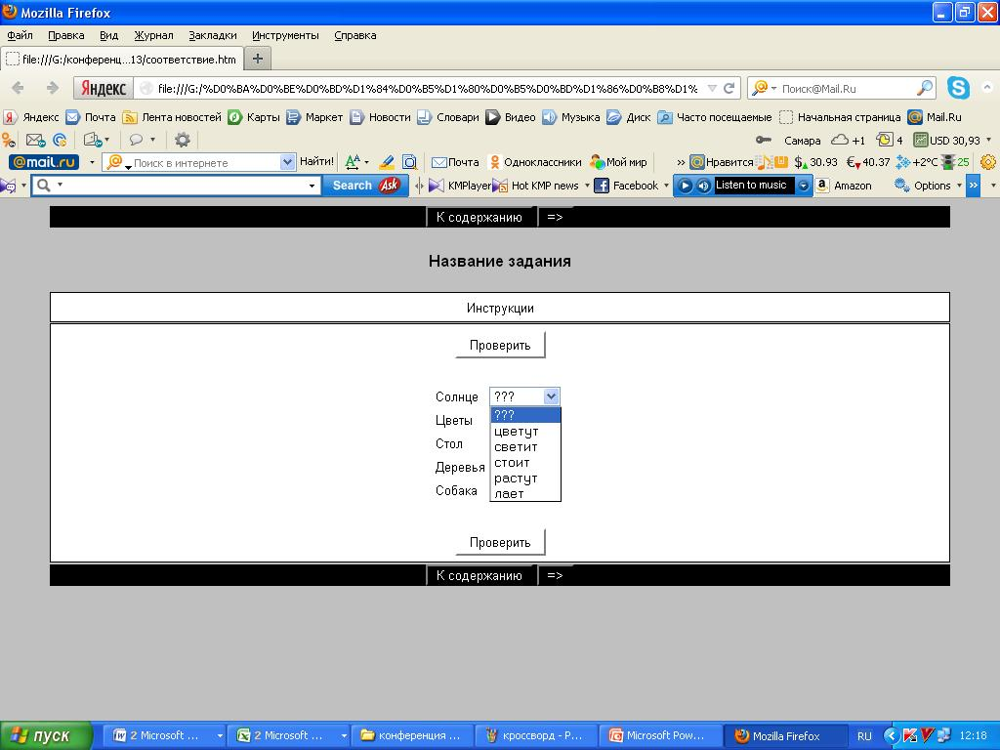 Mozilla Firefox
Файл Правка Вид Журнал Закладки Инструменты Справка
file:///G:/конференц...13/соответствие.htm +
Яндекс file:///G:/%D0%BA%D0%BE%D0%BD%D1%84%D0%B5%D1%80%D0%B5%D0%BD%D1%86%D0%B8%D1% Поиск@Mail.Ru
Яндекс Почта Лента новостей Карты Маркет Новости Словари Видео Музыка Диск Часто посещаемые Начальная страница Mail.Ru
Самара +1 4 USD 30,93
@mail.ru Поиск в интернете Найти! Почта Одноклассники Мой мир » Нравится $ 30.93 € 40.37 +2°C 25
Search Ask KMPlayer Hot KMP news Facebook Listen to music Amazon Options »
К содержанию =>
Название задания
Инструкции
Проверить
Солнце ???
???
Цветы
цветут
Стол
светит
стоит
Деревья
растут
Собака
лает
Проверить
К содержанию =>
пуск 2 Microsoft ... 2 Microsoft ... конференция ... кроссворд - P... Microsoft Pow... Mozilla Firefox RU 12:18